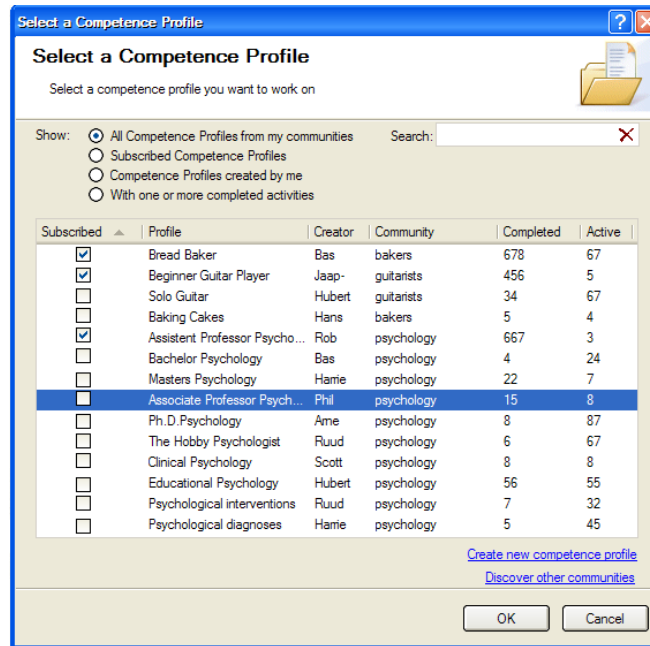 Select a Competence Profile
Select a Competence Profile
Select a competence profile you want to work on
Show: All Competence Profiles from my communities Search:
Subscribed Competence Profiles
Competence Profiles created by me
With one or more completed activities
Subscribed Profile Creator Community Completed Active
Bread Baker Bas bakers 678 67
Beginner Guitar Player Jaap- guitarists 456 5
Solo Guitar Hubert guitarists 34 67
Baking Cakes Hans bakers 5 4
Assistent Professor Psycho... Rob psychology 667 3
Bachelor Psychology Bas psychology 4 24
Masters Psychology Harrie psychology 22 7
Associate Professor Psych... Phil psychology 15 8
Ph.D.Psychology Arne psychology 8 87
The Hobby Psychologist Ruud psychology 6 67
Clinical Psychology Scott psychology 8 8
Educational Psychology Hubert psychology 56 55
Psychological interventions Ruud psychology 7 32
Psychological diagnoses Harrie psychology 5 45
Create new competence profile
Discover other communities
OK Cancel